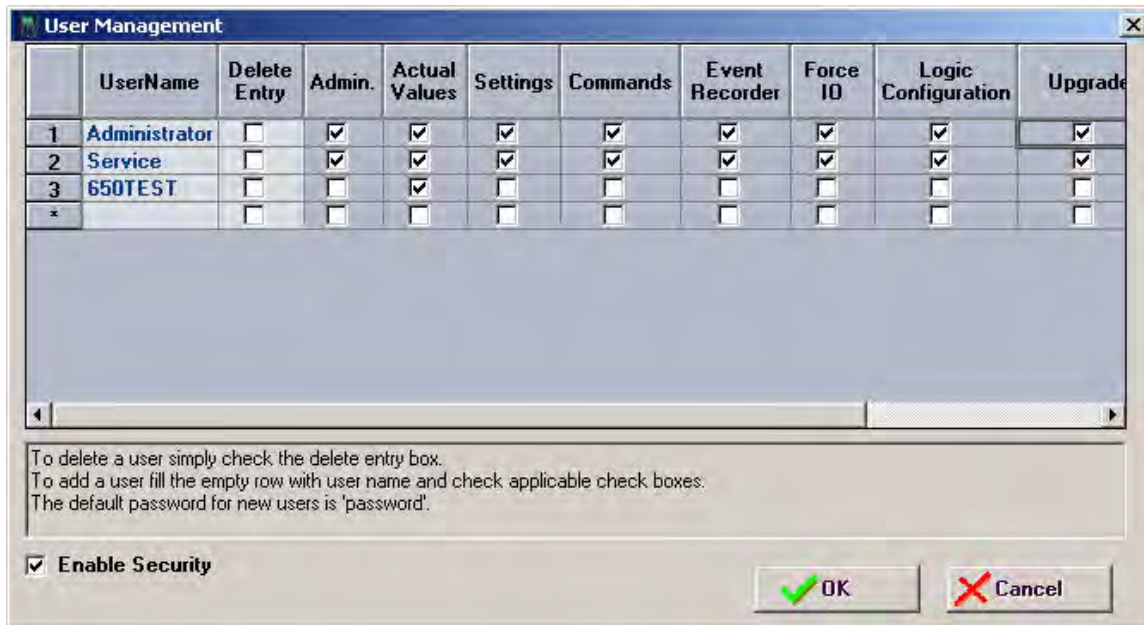 User Management
UserName Delete Entry Admin. Actual Values Settings Commands Event Recorder Force IO Logic Configuration Upgrade
1 Administrator
2 Service
3 650TEST
*
To delete a user simply check the delete entry box.
To add a user fill the empty row with user name and check applicable check boxes.
The default password for new users is 'password'.
Enable Security
OK Cancel